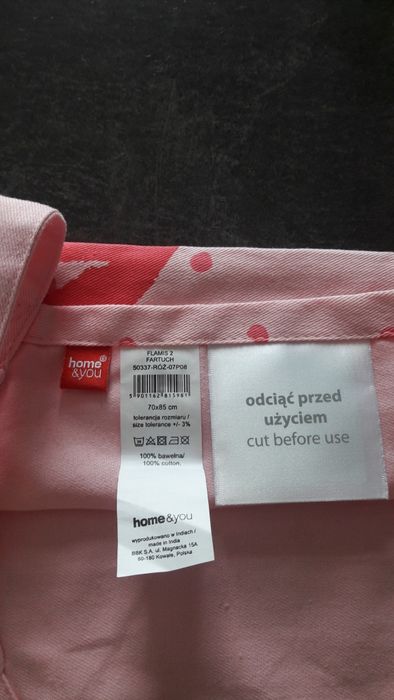 home®
&you
FLAMIS 2
FARTUCH
50337-RÓŻ-07P08
5901162815981
70x85 cm
tolerancja rozmiaru /
size tolerance +/- 3%
100% bawełna/
100% cotton,
home&you
wyprodukowano w Indiach /
made in India
BBK S.A. ul. Magnacka 15A
80-180 Kowale, Polska
odciąć przed
użyciem
cut before use